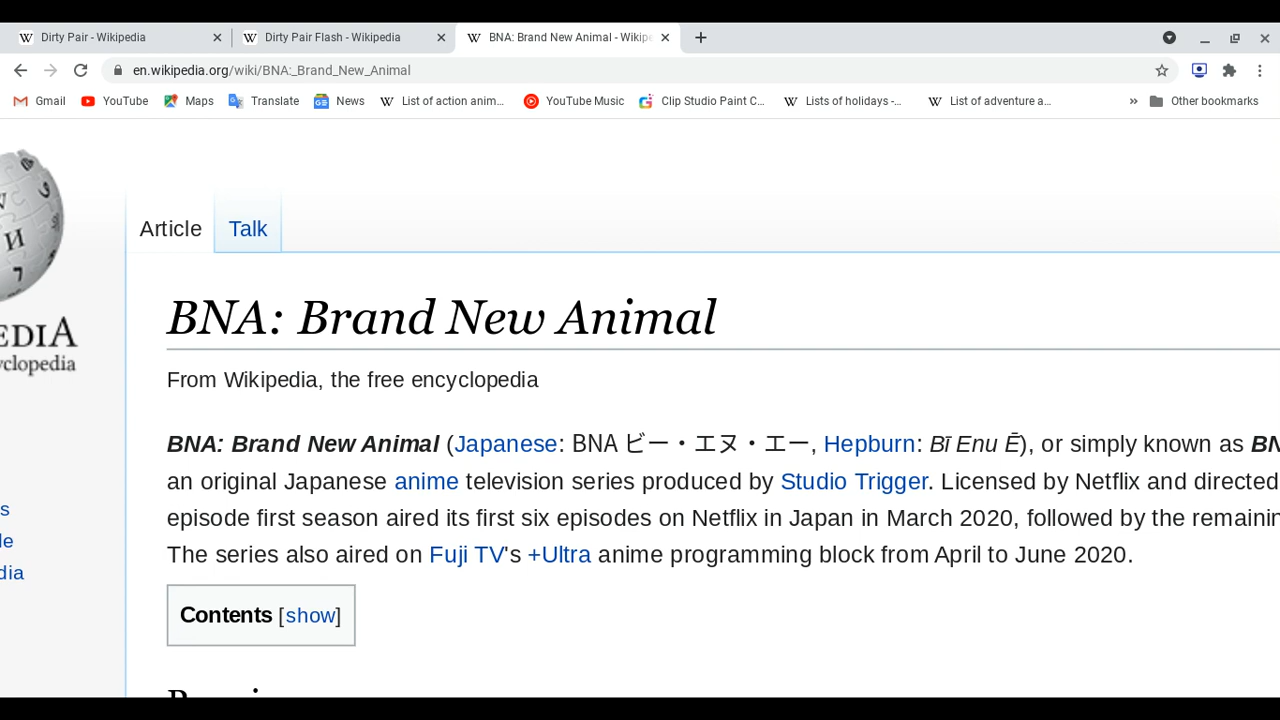 Dirty Pair - Wikipedia
Dirty Pair Flash - Wikipedia
BNA: Brand New Animal - Wikipe
en.wikipedia.org/wiki/BNA:_Brand_New_Animal
Gmail
YouTube
Maps
Translate
News
List of action anim...
YouTube Music
Clip Studio Paint C...
Lists of holidays -...
List of adventure a...
»
Other bookmarks
EDIA
yclopedia
Article
Talk
BNA: Brand New Animal
From Wikipedia, the free encyclopedia
BNA: Brand New Animal (Japanese: BNA ビー・エヌ・エー, Hepburn: Bī Enu Ē), or simply known as BN
an original Japanese anime television series produced by Studio Trigger. Licensed by Netflix and directed
episode first season aired its first six episodes on Netflix in Japan in March 2020, followed by the remainin
The series also aired on Fuji TV's +Ultra anime programming block from April to June 2020.
s
le
dia
Contents [show]